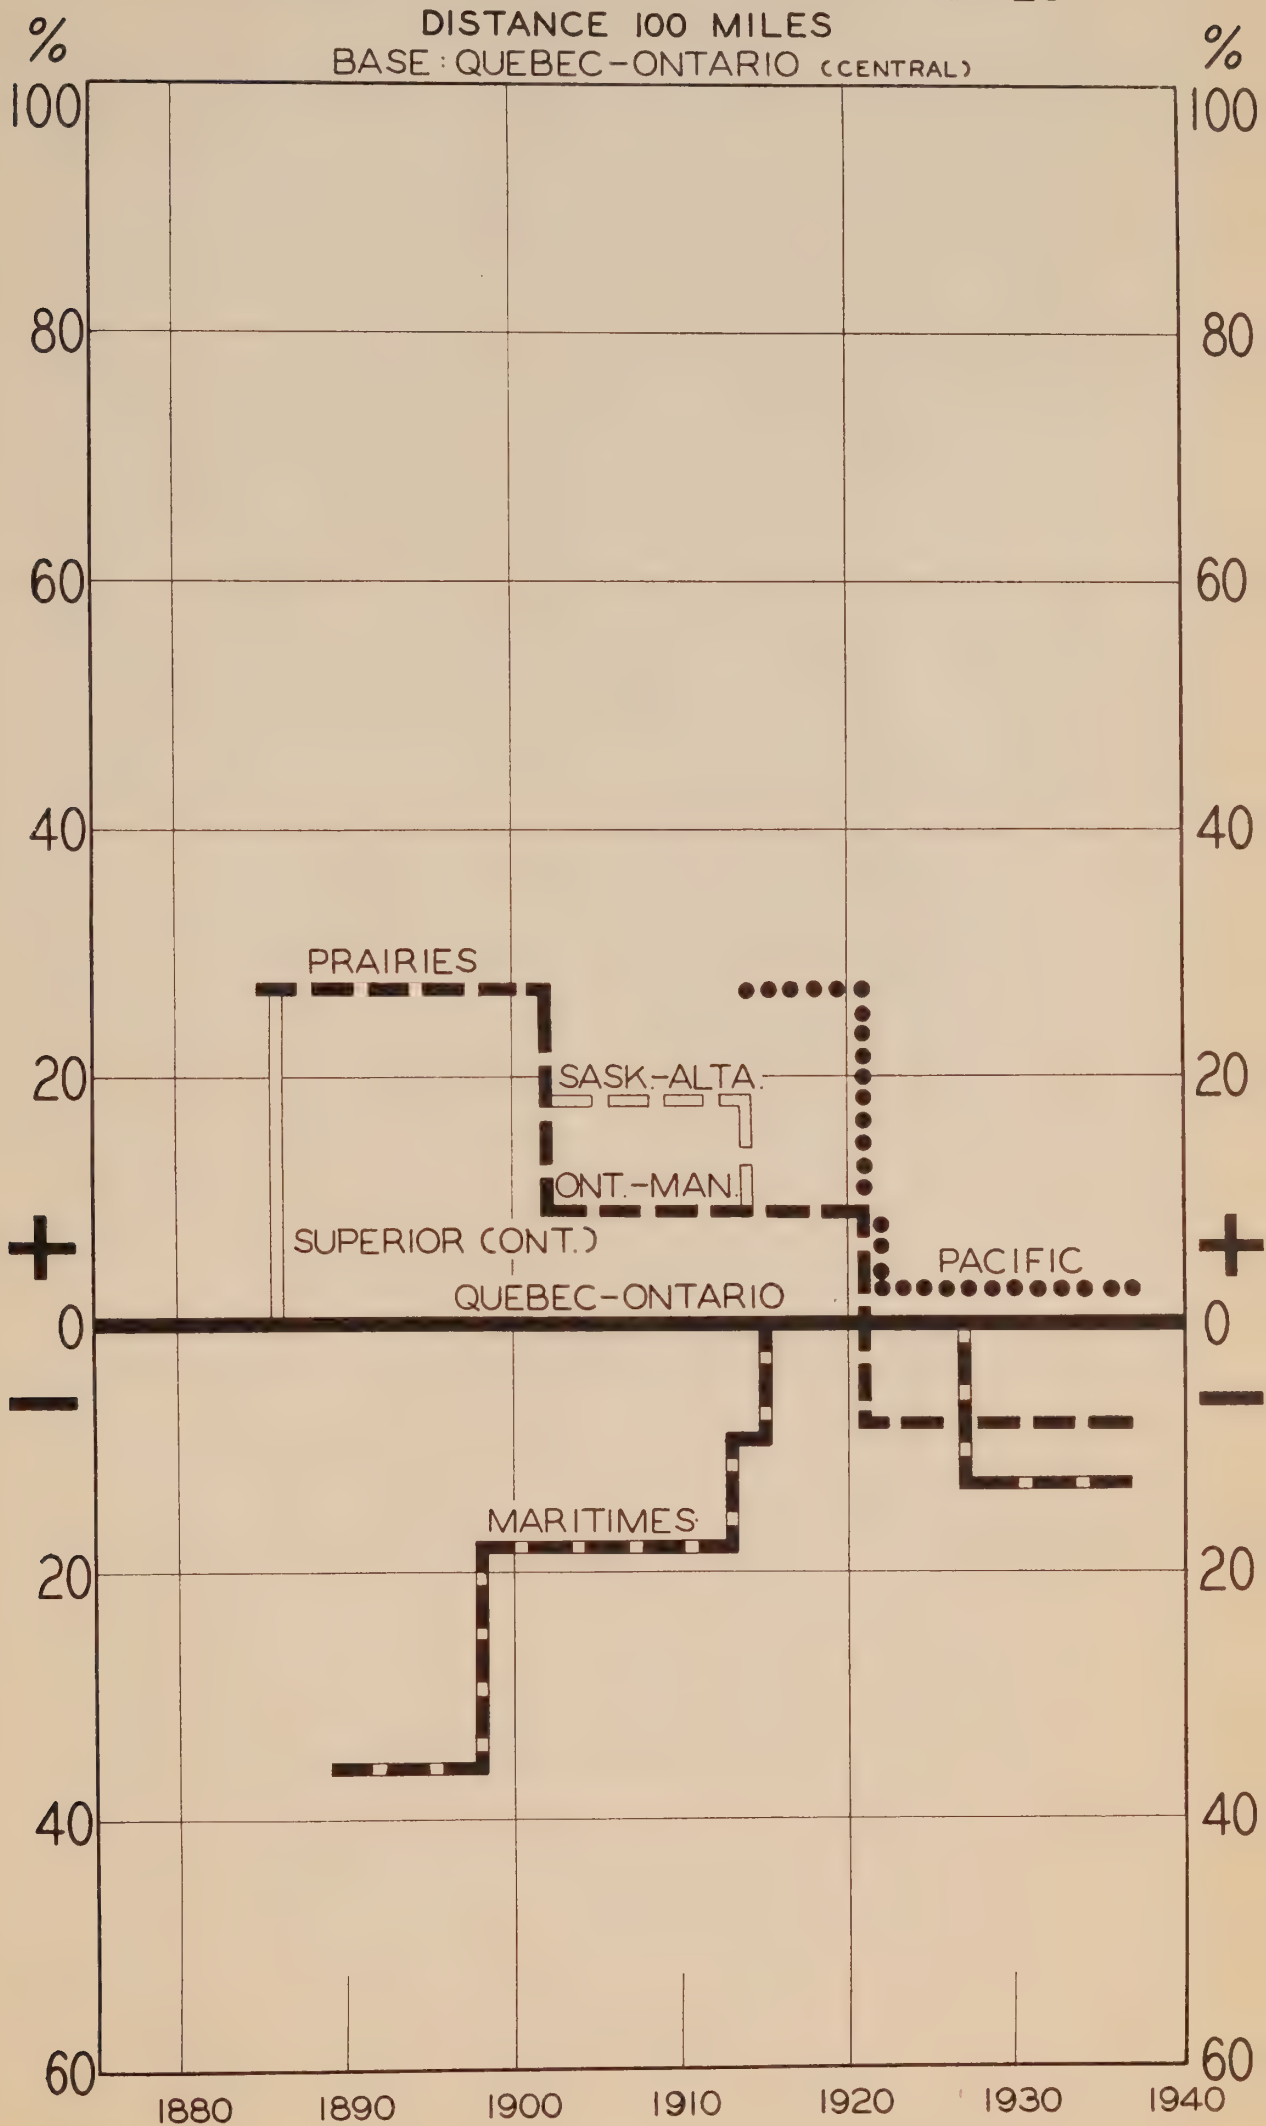 DISTANCE 100 MILES
% %
BASE : QUEBEC-ONTARIO (CENTRAL)
100 100
80 80
60 60
40 40
PRAIRIES
20 SASK.-ALTA. 20
ONT.-MAN.
+ SUPERIOR (ONT.) +
PACIFIC
QUEBEC-ONTARIO
0 0
− −
MARITIMES
20 20
40 40
60 60
1880 1890 1900 1910 1920 1930 1940